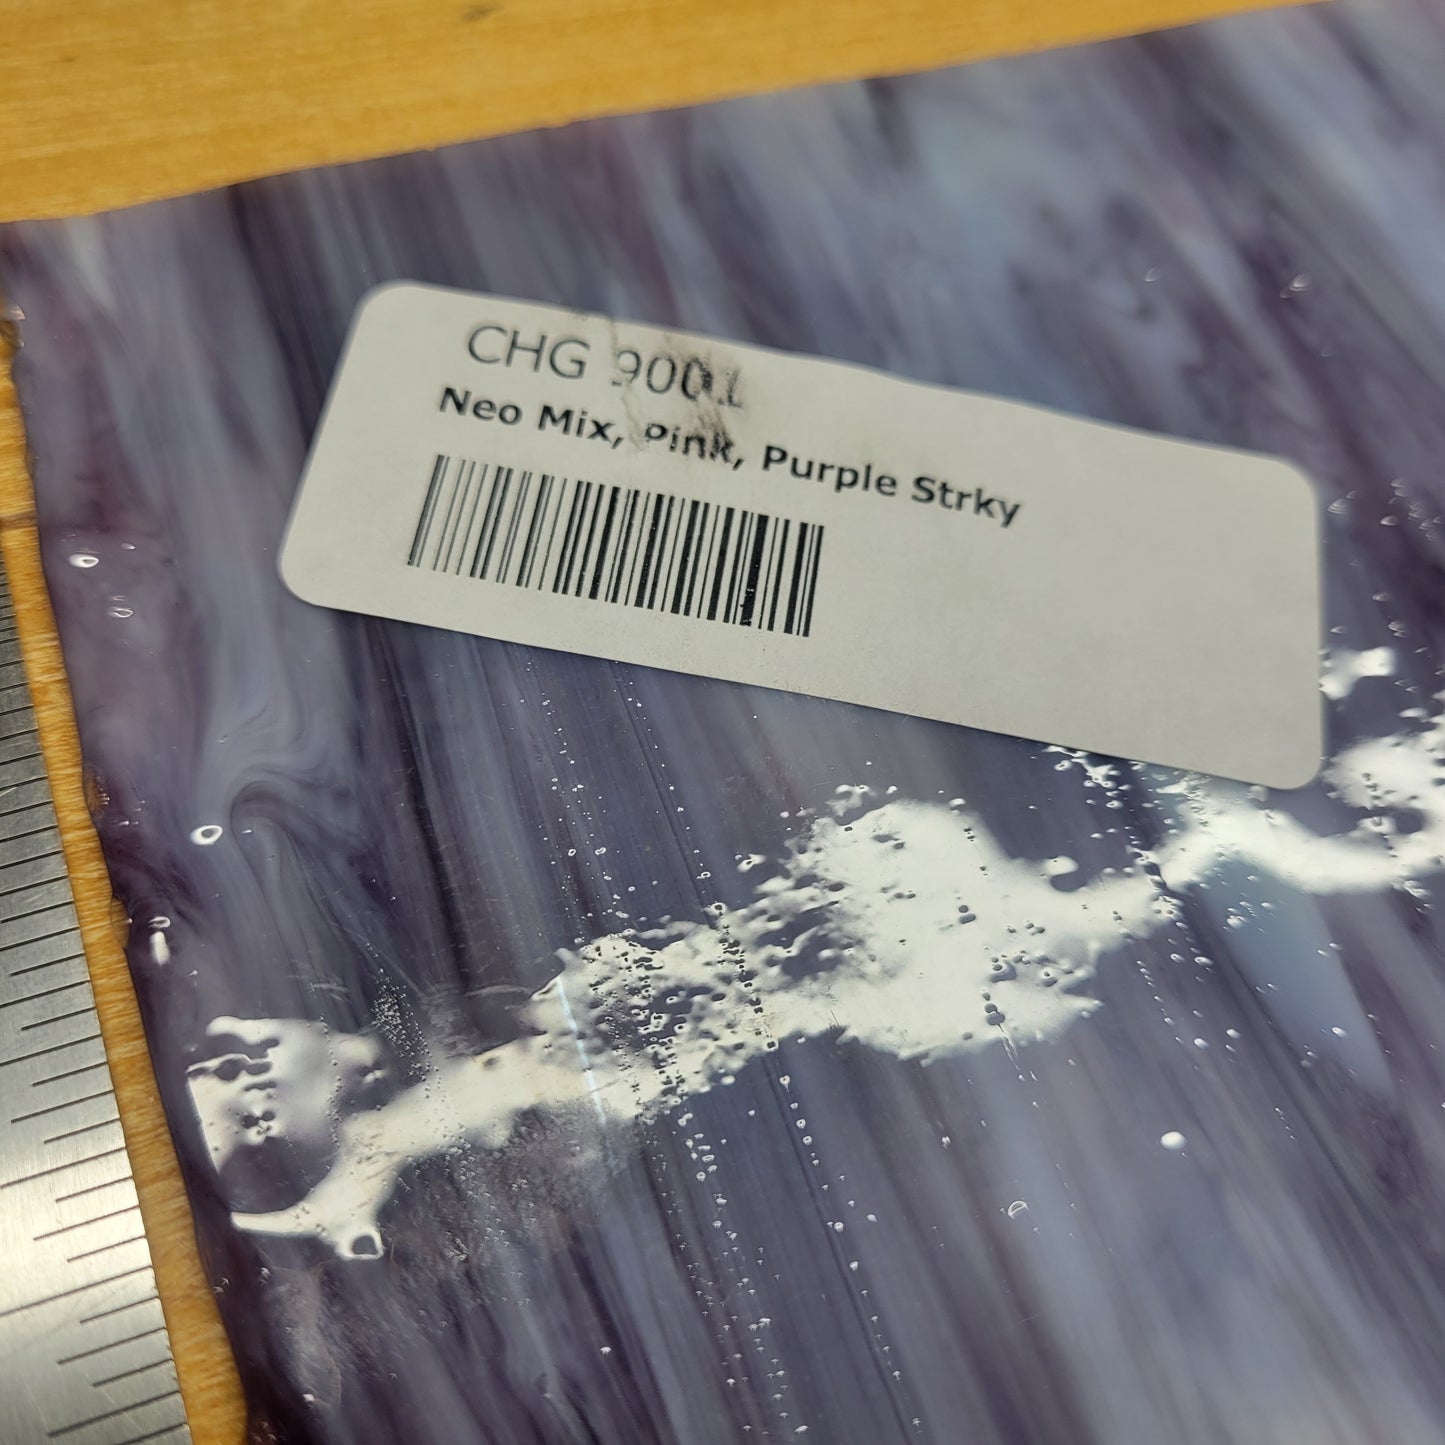 CHG 9001
Neo Mix, Pink, Purple Strky